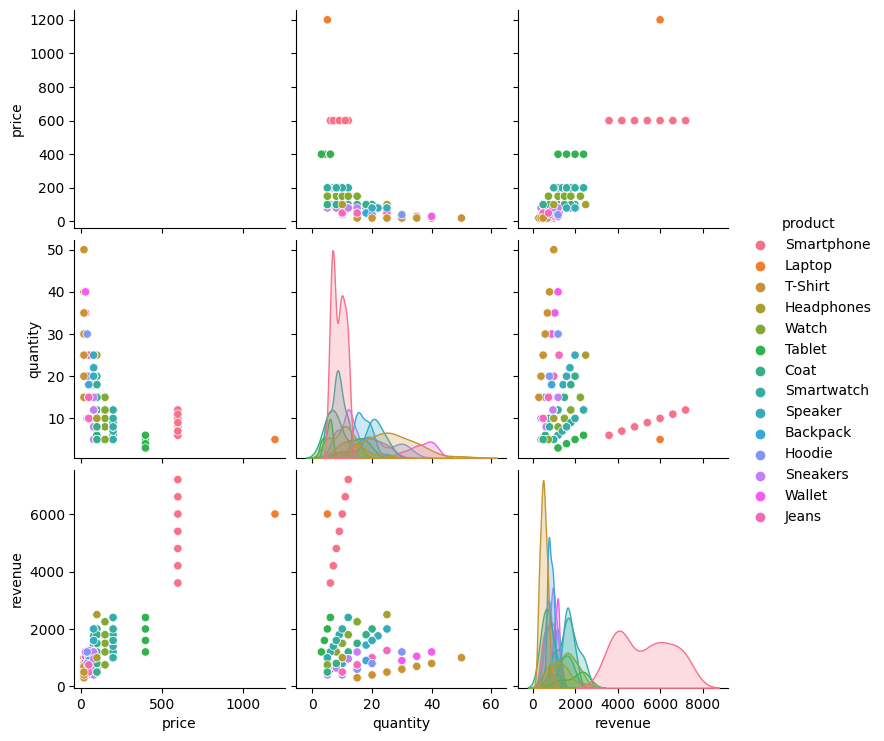 1200
1000
800
600
400
200
0
price
50
40
30
20
10
quantity
6000
4000
2000
0
revenue
0 500 1000
price
0 20 40 60
quantity
0 2000 4000 6000 8000
revenue
product
Smartphone
Laptop
T-Shirt
Headphones
Watch
Tablet
Coat
Smartwatch
Speaker
Backpack
Hoodie
Sneakers
Wallet
Jeans